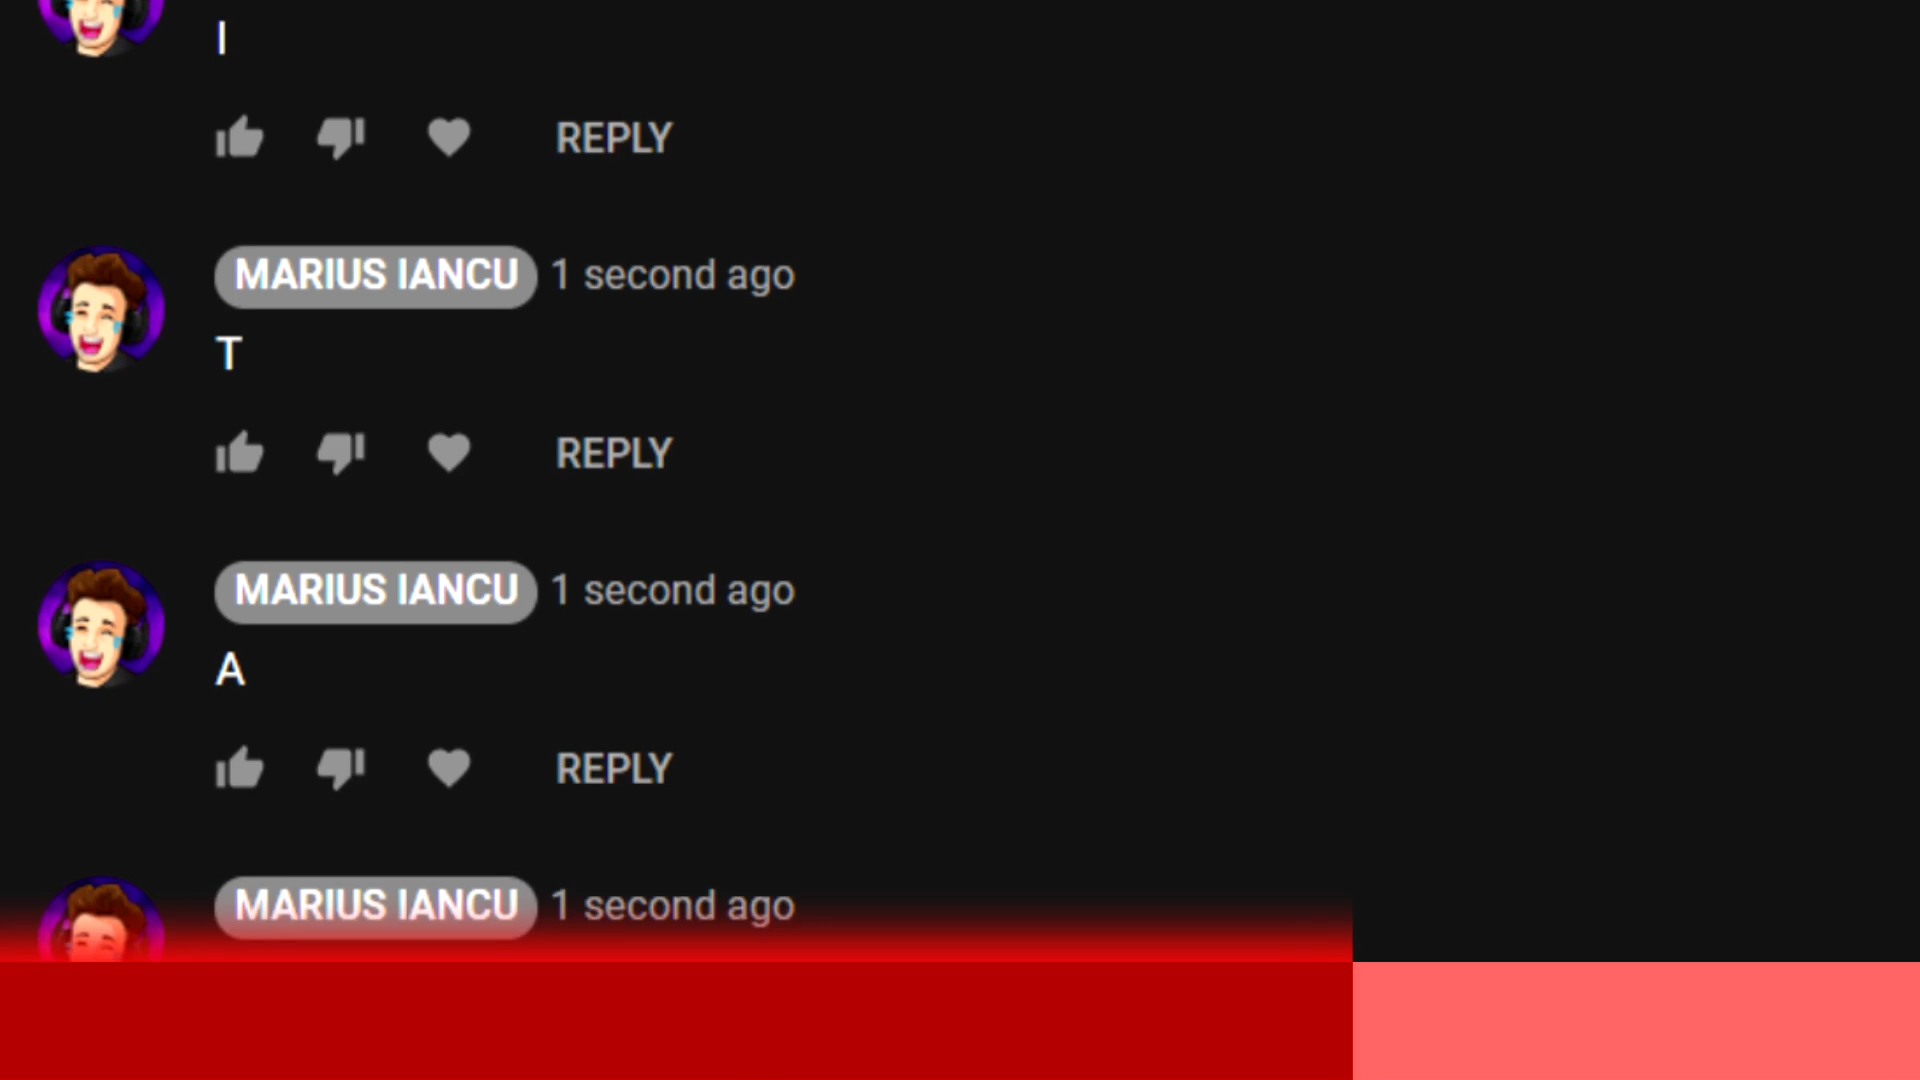 I
REPLY
MARIUS IANCU 1 second ago
T
REPLY
MARIUS IANCU 1 second ago
A
REPLY
MARIUS IANCU 1 second ago